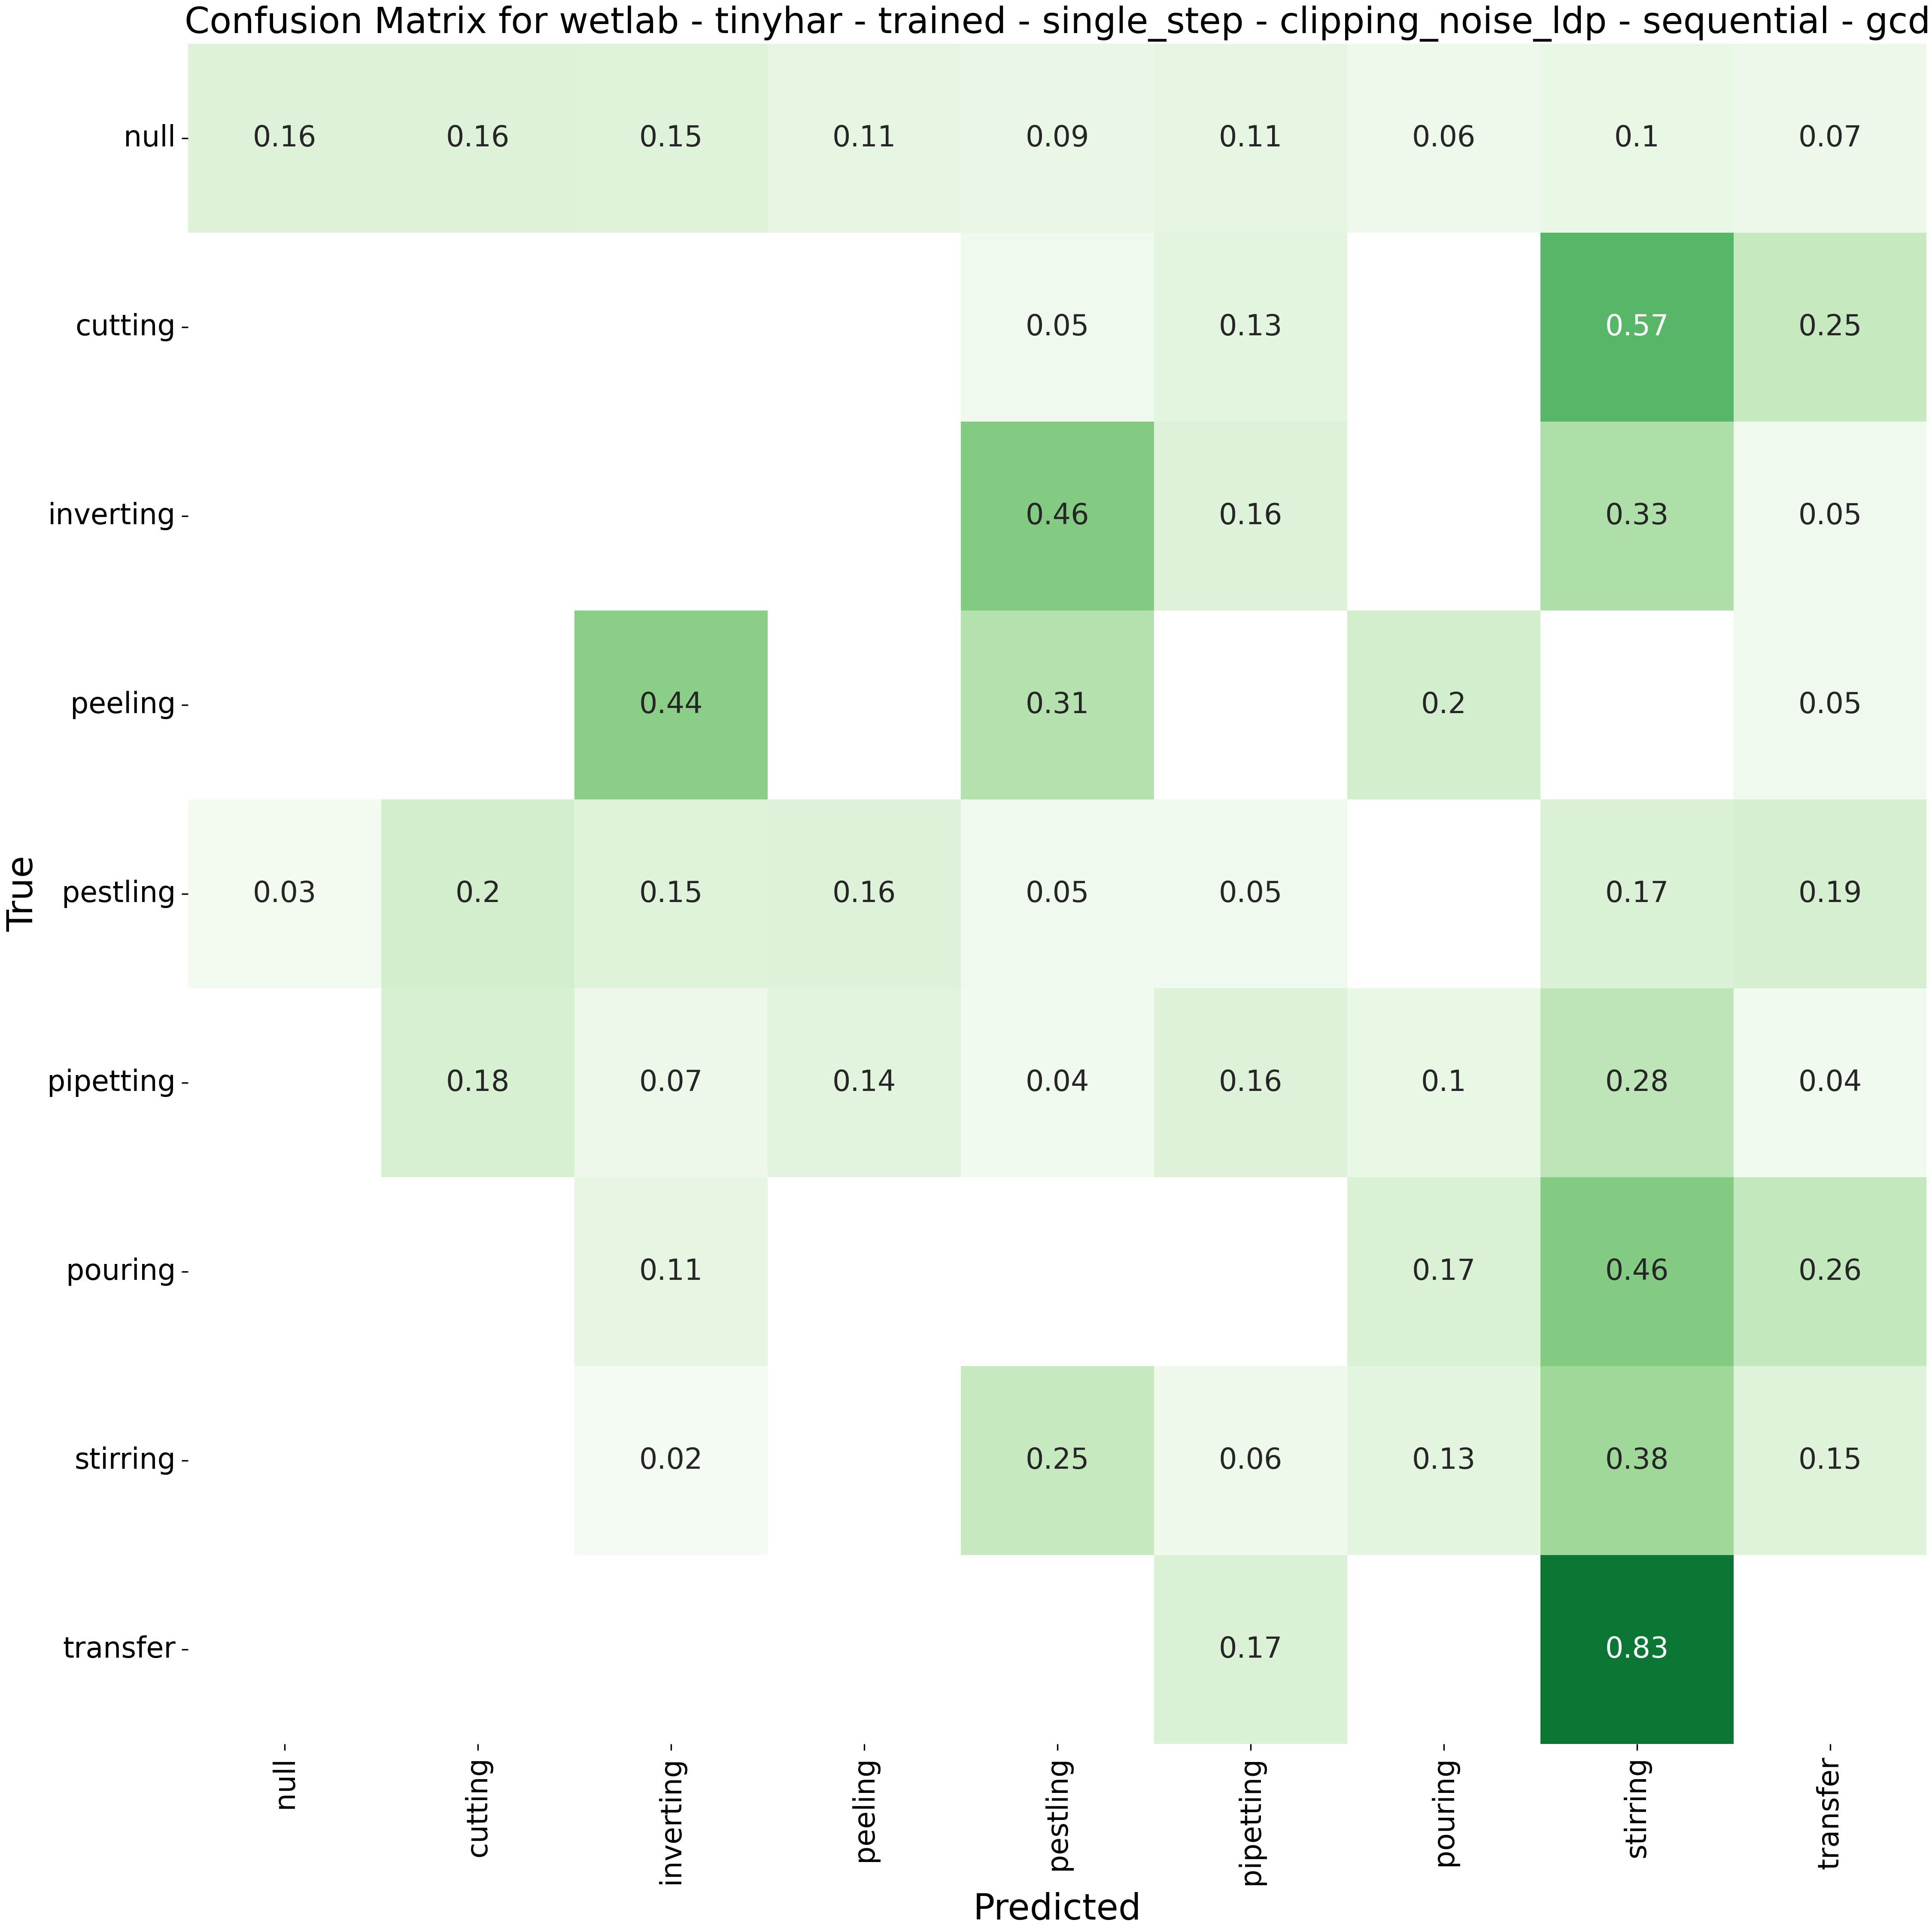 Confusion Matrix for wetlab - tinyhar - trained - single_step - clipping_noise_ldp - sequential - gcd
null 0.16 0.16 0.15 0.11 0.09 0.11 0.06 0.1 0.07
cutting 0.05 0.13 0.57 0.25
inverting 0.46 0.16 0.33 0.05
peeling 0.44 0.31 0.2 0.05
pestling 0.03 0.2 0.15 0.16 0.05 0.05 0.17 0.19
pipetting 0.18 0.07 0.14 0.04 0.16 0.1 0.28 0.04
pouring 0.11 0.17 0.46 0.26
stirring 0.02 0.25 0.06 0.13 0.38 0.15
transfer 0.17 0.83
True
null cutting inverting peeling pestling pipetting pouring stirring transfer
Predicted